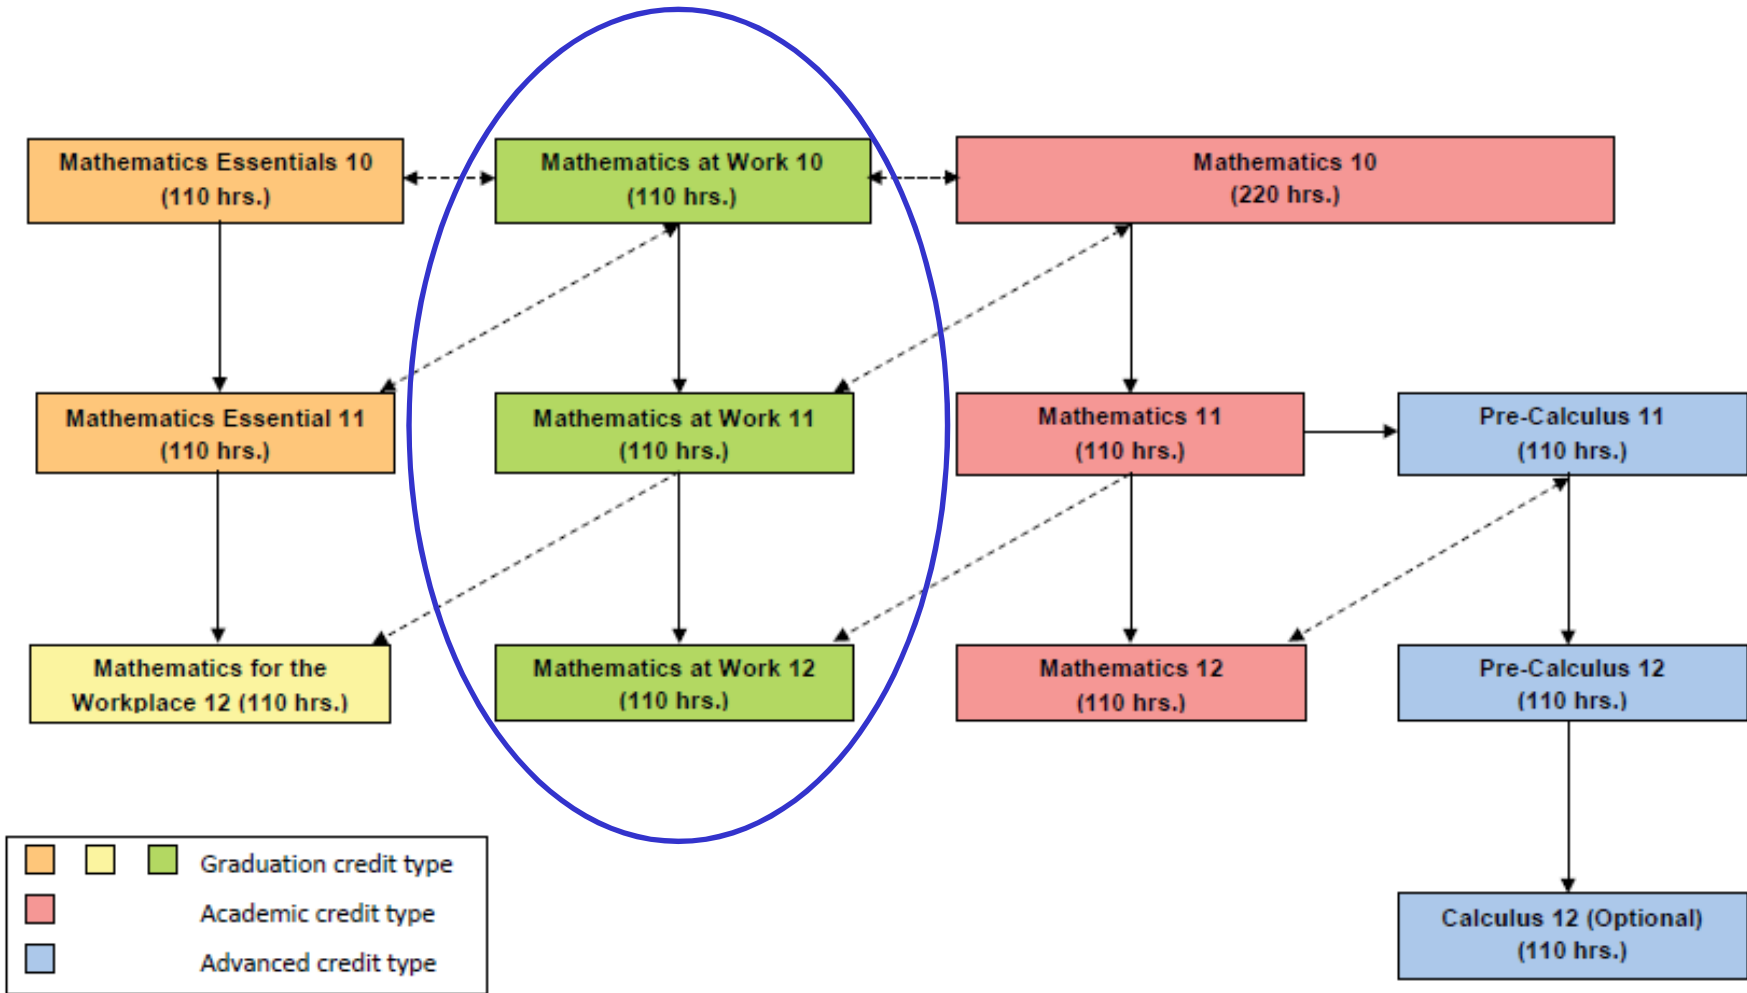 Mathematics Essentials 10
(110 hrs.)
Mathematics at Work 10
(110 hrs.)
Mathematics 10
(220 hrs.)
Mathematics Essential 11
(110 hrs.)
Mathematics at Work 11
(110 hrs.)
Mathematics 11
(110 hrs.)
Pre-Calculus 11
(110 hrs.)
Mathematics for the
Workplace 12 (110 hrs.)
Mathematics at Work 12
(110 hrs.)
Mathematics 12
(110 hrs.)
Pre-Calculus 12
(110 hrs.)
Calculus 12 (Optional)
(110 hrs.)
Graduation credit type
Academic credit type
Advanced credit type